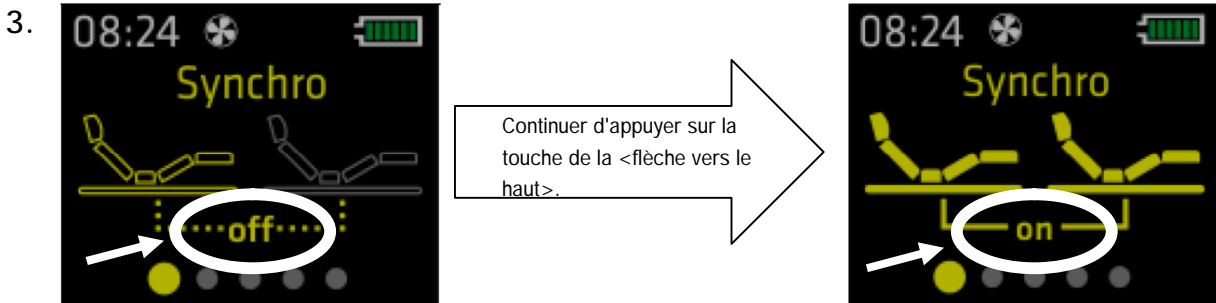 3.
08:24
Synchro
off
Continuer d'appuyer sur la
touche de la <flèche vers le
haut>.
08:24
Synchro
on